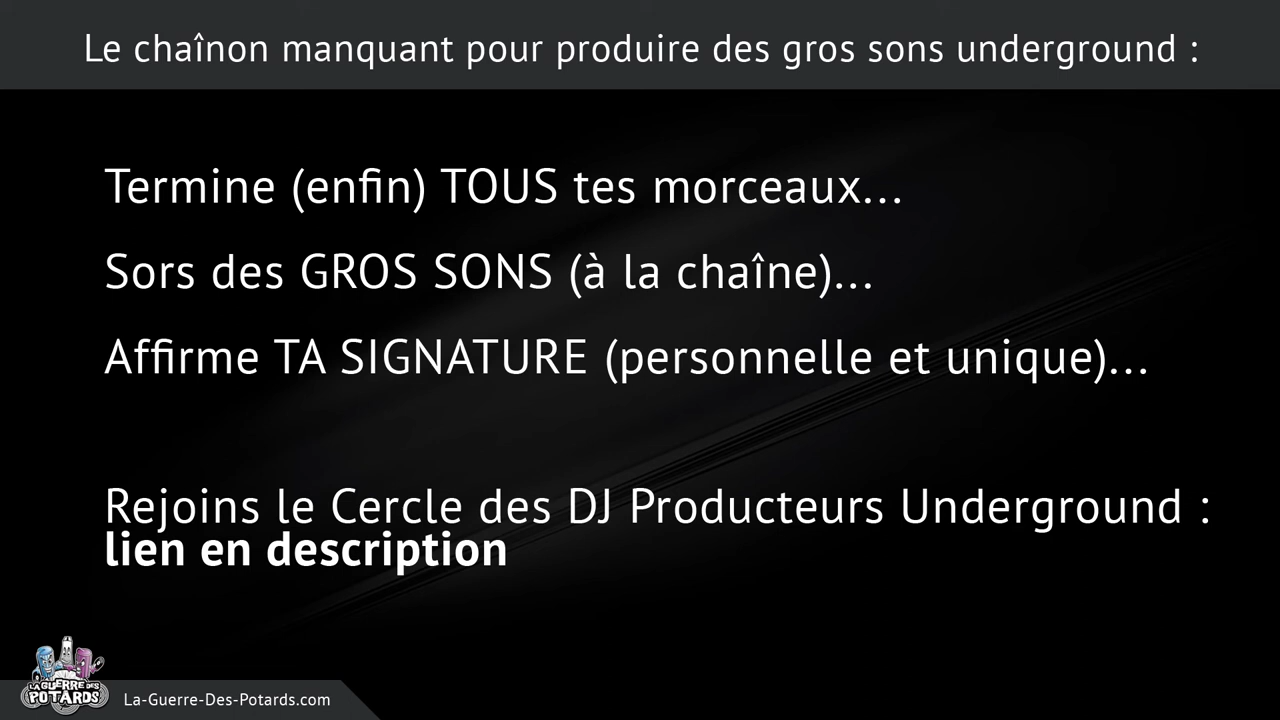 Le chaînon manquant pour produire des gros sons underground :
Termine (enfin) TOUS tes morceaux...
Sors des GROS SONS (à la chaîne)...
Affirme TA SIGNATURE (personnelle et unique)...
Rejoins le Cercle des DJ Producteurs Underground :
lien en description
LA GUERRE DES
POTARDS
La-Guerre-Des-Potards.com